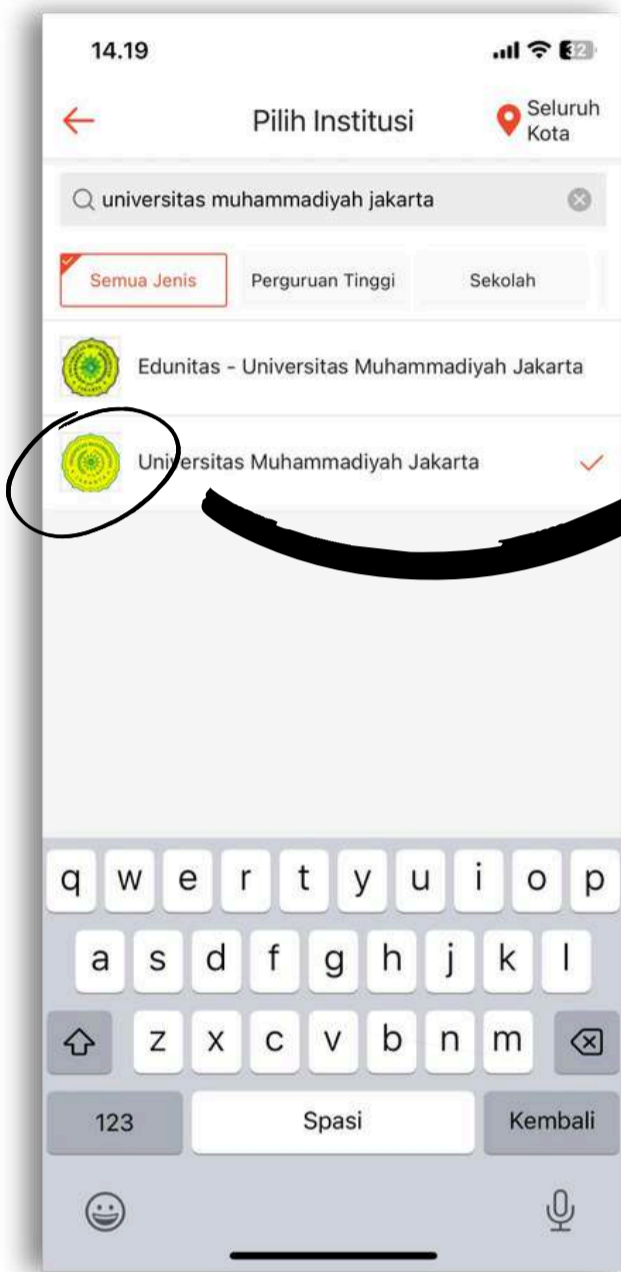 14.19
32
Pilih Institusi
Seluruh
Kota
universitas muhammadiyah jakarta
Semua Jenis
Perguruan Tinggi
Sekolah
Edunitas - Universitas Muhammadiyah Jakarta
Universitas Muhammadiyah Jakarta
q w e r t y u i o p
a s d f g h j k l
z x c v b n m
123
Spasi
Kembali